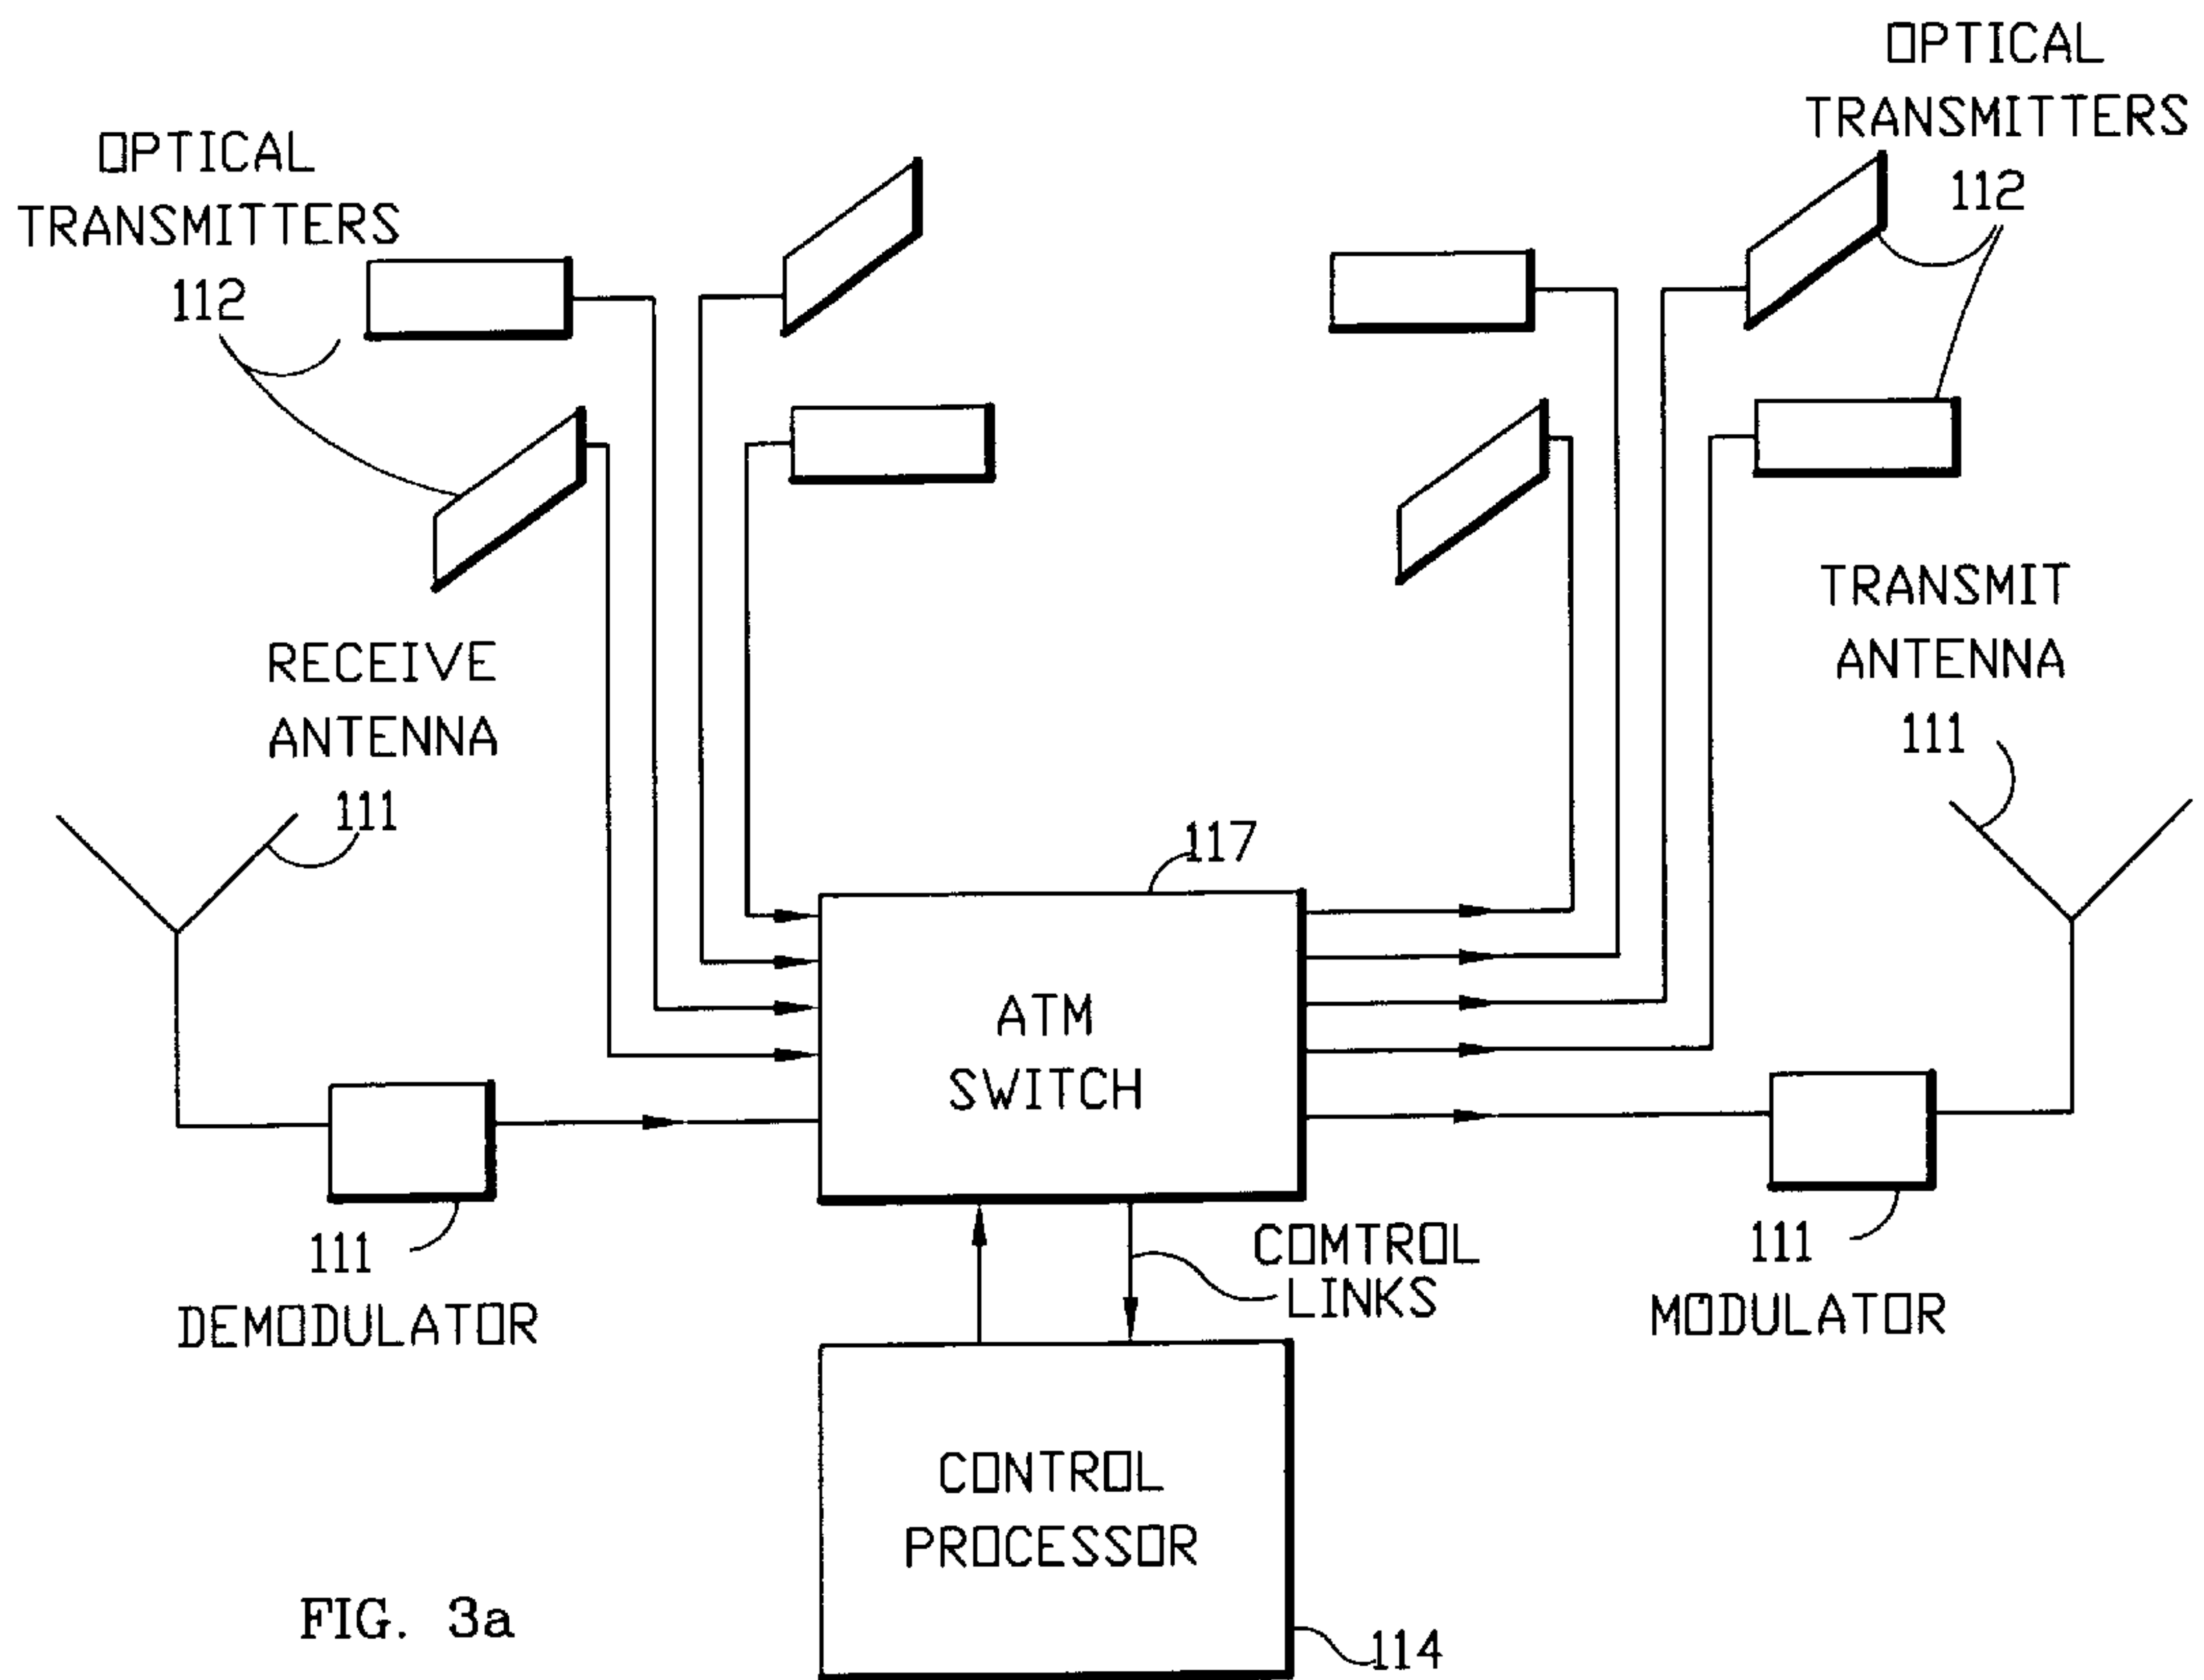 OPTICAL
TRANSMITTERS
112
OPTICAL
TRANSMITTERS
112
RECEIVE
ANTENNA
111
TRANSMIT
ANTENNA
111
117
ATM
SWITCH
111
DEMODULATOR
COMTROL
LINKS
111
MODULATOR
CONTROL
PROCESSOR
114
FIG. 3a